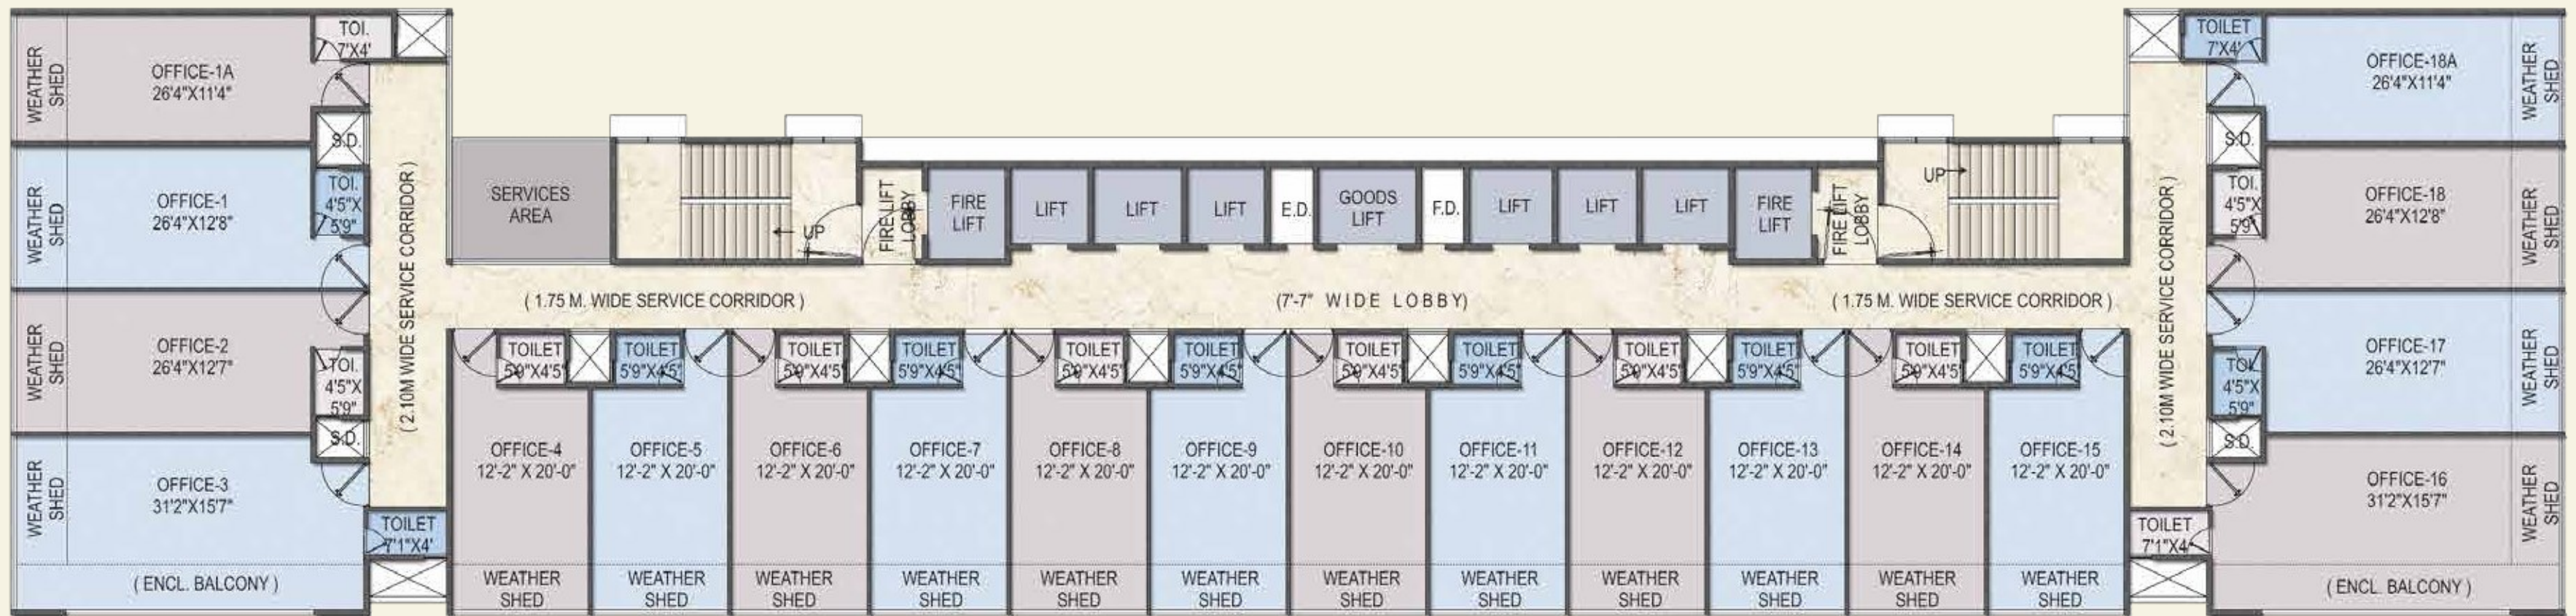 WEATHER
SHED
OFFICE-1A
26'4"X11'4"
TOI.
7'X4'
S.D.
WEATHER
SHED
OFFICE-1
26'4"X12'8"
TOI.
4'5"X
5'9"
WEATHER
SHED
OFFICE-2
26'4"X12'7"
TOI.
4'5"X
5'9"
S.D.
WEATHER
SHED
OFFICE-3
31'2"X15'7"
TOILET
7'1"X4'
( ENCL. BALCONY )
( 2.10M WIDE SERVICE CORRIDOR )
SERVICES
AREA
UP
FIRE LIFT
LOBBY
FIRE
LIFT
LIFT
LIFT
LIFT
E.D.
GOODS
LIFT
F.D.
LIFT
LIFT
LIFT
FIRE
LIFT
FIRE LIFT
LOBBY
UP
( 1.75 M. WIDE SERVICE CORRIDOR )
(7'-7" WIDE LOBBY)
( 1.75 M. WIDE SERVICE CORRIDOR )
TOILET
5'9"X4'5"
TOILET
5'9"X4'5"
TOILET
5'9"X4'5"
TOILET
5'9"X4'5"
TOILET
5'9"X4'5"
TOILET
5'9"X4'5"
TOILET
5'9"X4'5"
TOILET
5'9"X4'5"
TOILET
5'9"X4'5"
TOILET
5'9"X4'5"
TOILET
5'9"X4'5"
TOILET
5'9"X4'5"
OFFICE-4
12'-2" X 20'-0"
OFFICE-5
12'-2" X 20'-0"
OFFICE-6
12'-2" X 20'-0"
OFFICE-7
12'-2" X 20'-0"
OFFICE-8
12'-2" X 20'-0"
OFFICE-9
12'-2" X 20'-0"
OFFICE-10
12'-2" X 20'-0"
OFFICE-11
12'-2" X 20'-0"
OFFICE-12
12'-2" X 20'-0"
OFFICE-13
12'-2" X 20'-0"
OFFICE-14
12'-2" X 20'-0"
OFFICE-15
12'-2" X 20'-0"
WEATHER
SHED
WEATHER
SHED
WEATHER
SHED
WEATHER
SHED
WEATHER
SHED
WEATHER
SHED
WEATHER
SHED
WEATHER
SHED
WEATHER
SHED
WEATHER
SHED
WEATHER
SHED
WEATHER
SHED
( 2.10M WIDE SERVICE CORRIDOR )
TOILET
7'X4'
OFFICE-18A
26'4"X11'4"
WEATHER
SHED
S.D.
TOI.
4'5"X
5'9"
OFFICE-18
26'4"X12'8"
WEATHER
SHED
OFFICE-17
26'4"X12'7"
WEATHER
SHED
TOI.
4'5"X
5'9"
S.D.
OFFICE-16
31'2"X15'7"
WEATHER
SHED
TOILET
7'1"X4'
( ENCL. BALCONY )